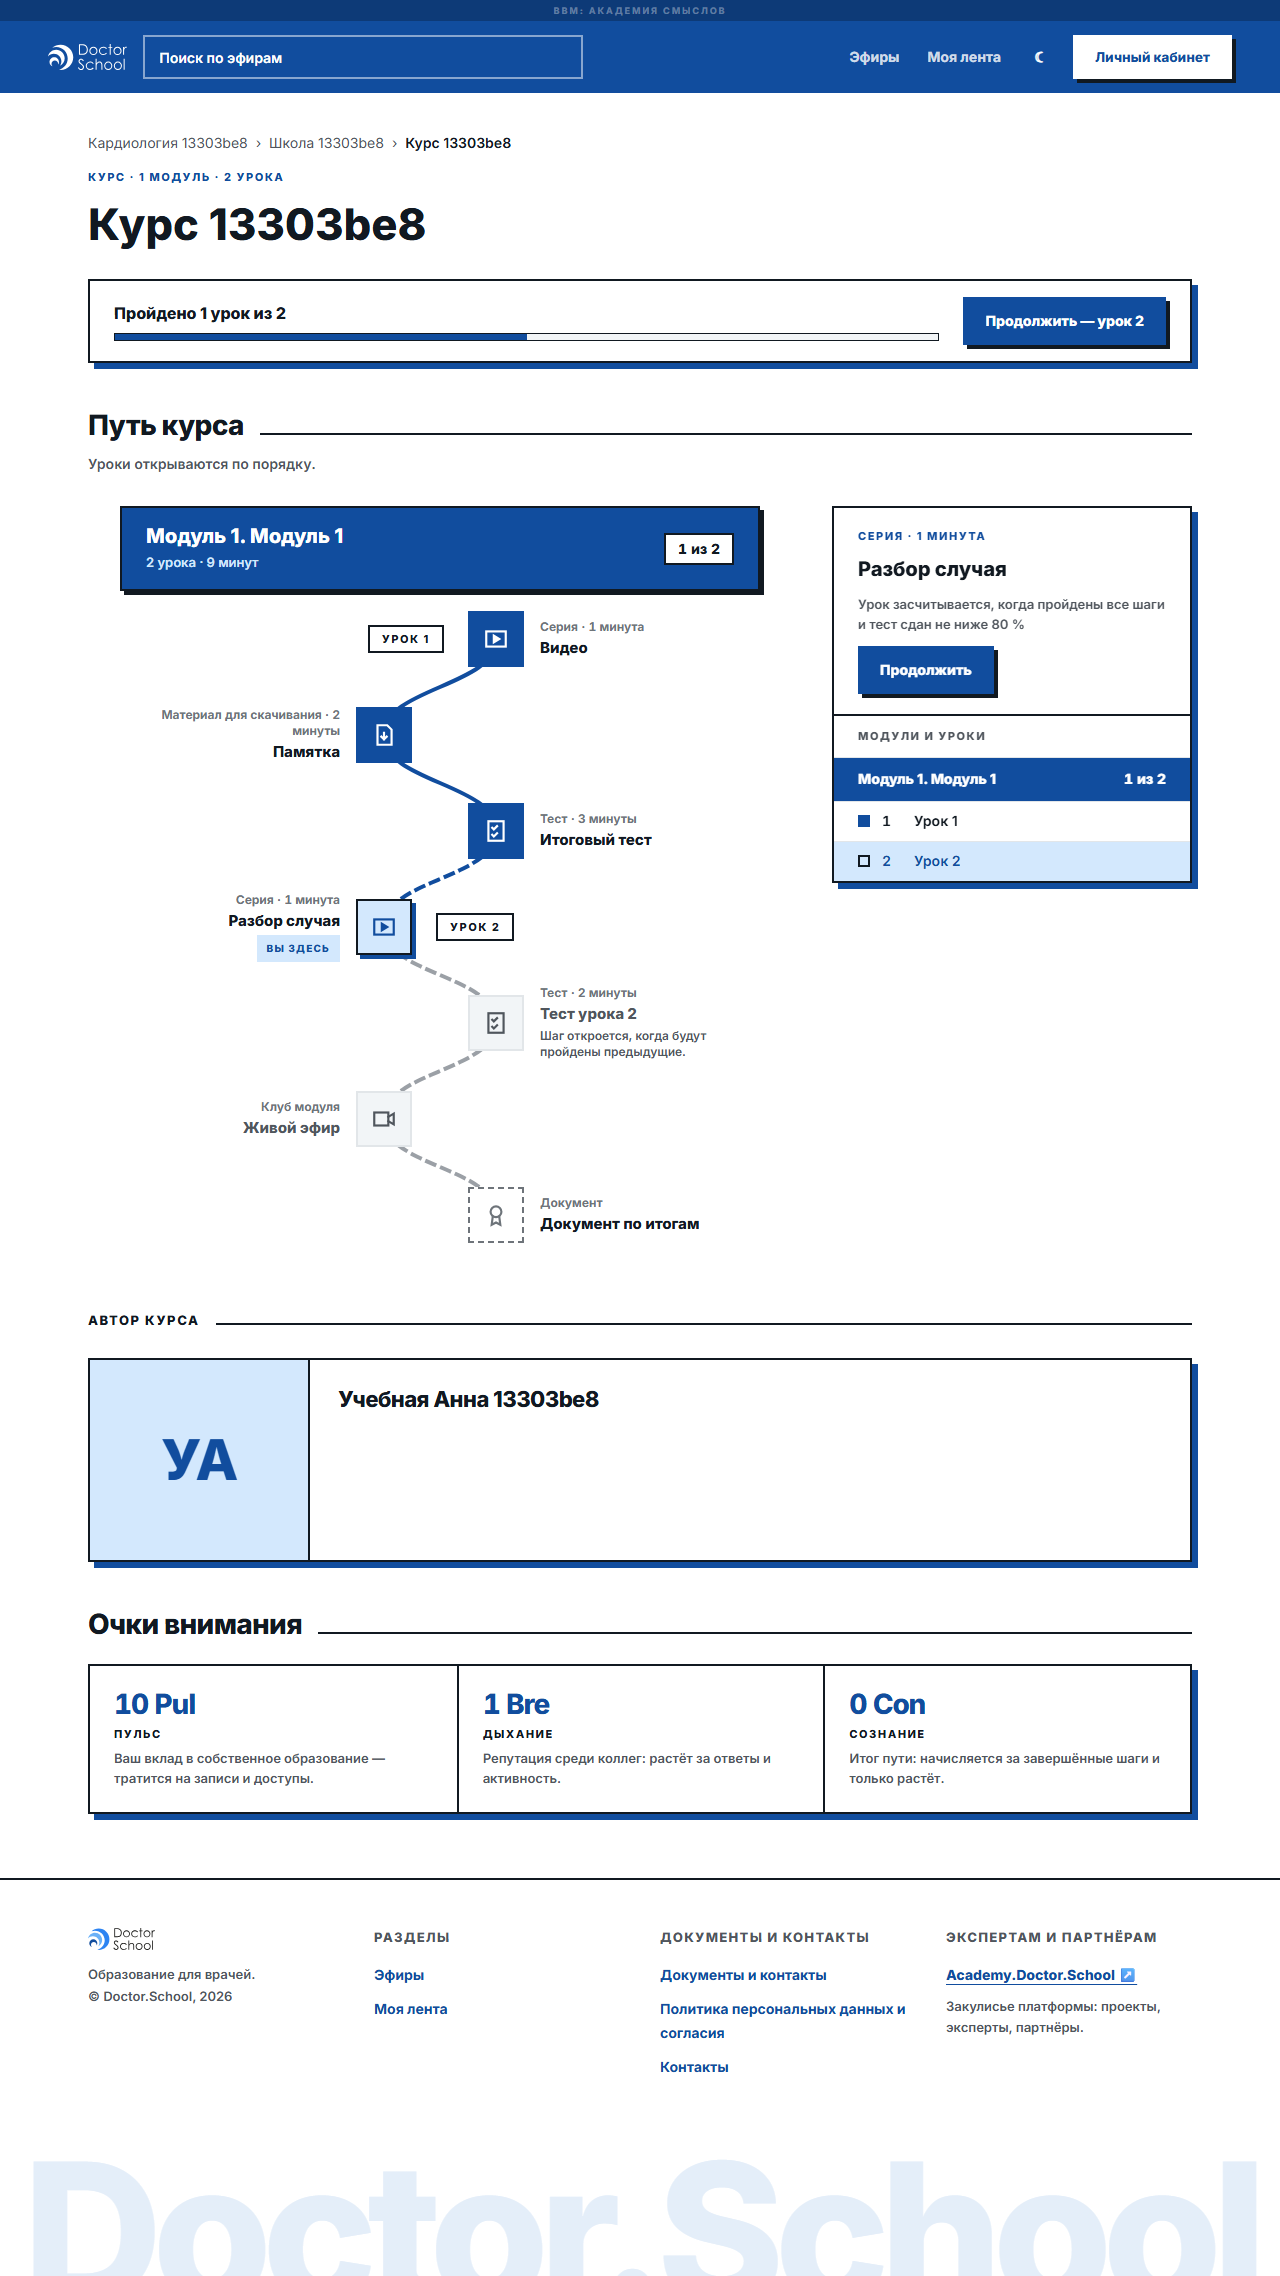 ВВМ: АКАДЕМИЯ СМЫСЛОВ
Doctor
School
Поиск по эфирам
Эфиры
Моя лента
Личный кабинет
Кардиология 13303be8 › Школа 13303be8 › Курс 13303be8
КУРС · 1 МОДУЛЬ · 2 УРОКА
Курс 13303be8
Пройдено 1 урок из 2
Продолжить — урок 2
Путь курса
Уроки открываются по порядку.
Модуль 1. Модуль 1
2 урока · 9 минут
1 из 2
УРОК 1
Серия · 1 минута
Видео
Материал для скачивания · 2
минуты
Памятка
Тест · 3 минуты
Итоговый тест
Серия · 1 минута
Разбор случая
ВЫ ЗДЕСЬ
УРОК 2
Тест · 2 минуты
Тест урока 2
Шаг откроется, когда будут
пройдены предыдущие.
Клуб модуля
Живой эфир
Документ
Документ по итогам
СЕРИЯ · 1 МИНУТА
Разбор случая
Урок засчитывается, когда пройдены все шаги
и тест сдан не ниже 80 %
Продолжить
МОДУЛИ И УРОКИ
Модуль 1. Модуль 1
1 из 2
1 Урок 1
2 Урок 2
АВТОР КУРСА
УА
Учебная Анна 13303be8
Очки внимания
10 Pul
ПУЛЬС
Ваш вклад в собственное образование —
тратится на записи и доступы.
1 Bre
ДЫХАНИЕ
Репутация среди коллег: растёт за ответы и
активность.
0 Con
СОЗНАНИЕ
Итог пути: начисляется за завершённые шаги и
только растёт.
Doctor
School
Образование для врачей.
© Doctor.School, 2026
РАЗДЕЛЫ
Эфиры
Моя лента
ДОКУМЕНТЫ И КОНТАКТЫ
Документы и контакты
Политика персональных данных и
согласия
Контакты
ЭКСПЕРТАМ И ПАРТНЁРАМ
Academy.Doctor.School ↗
Закулисье платформы: проекты,
эксперты, партнёры.
Doctor.School